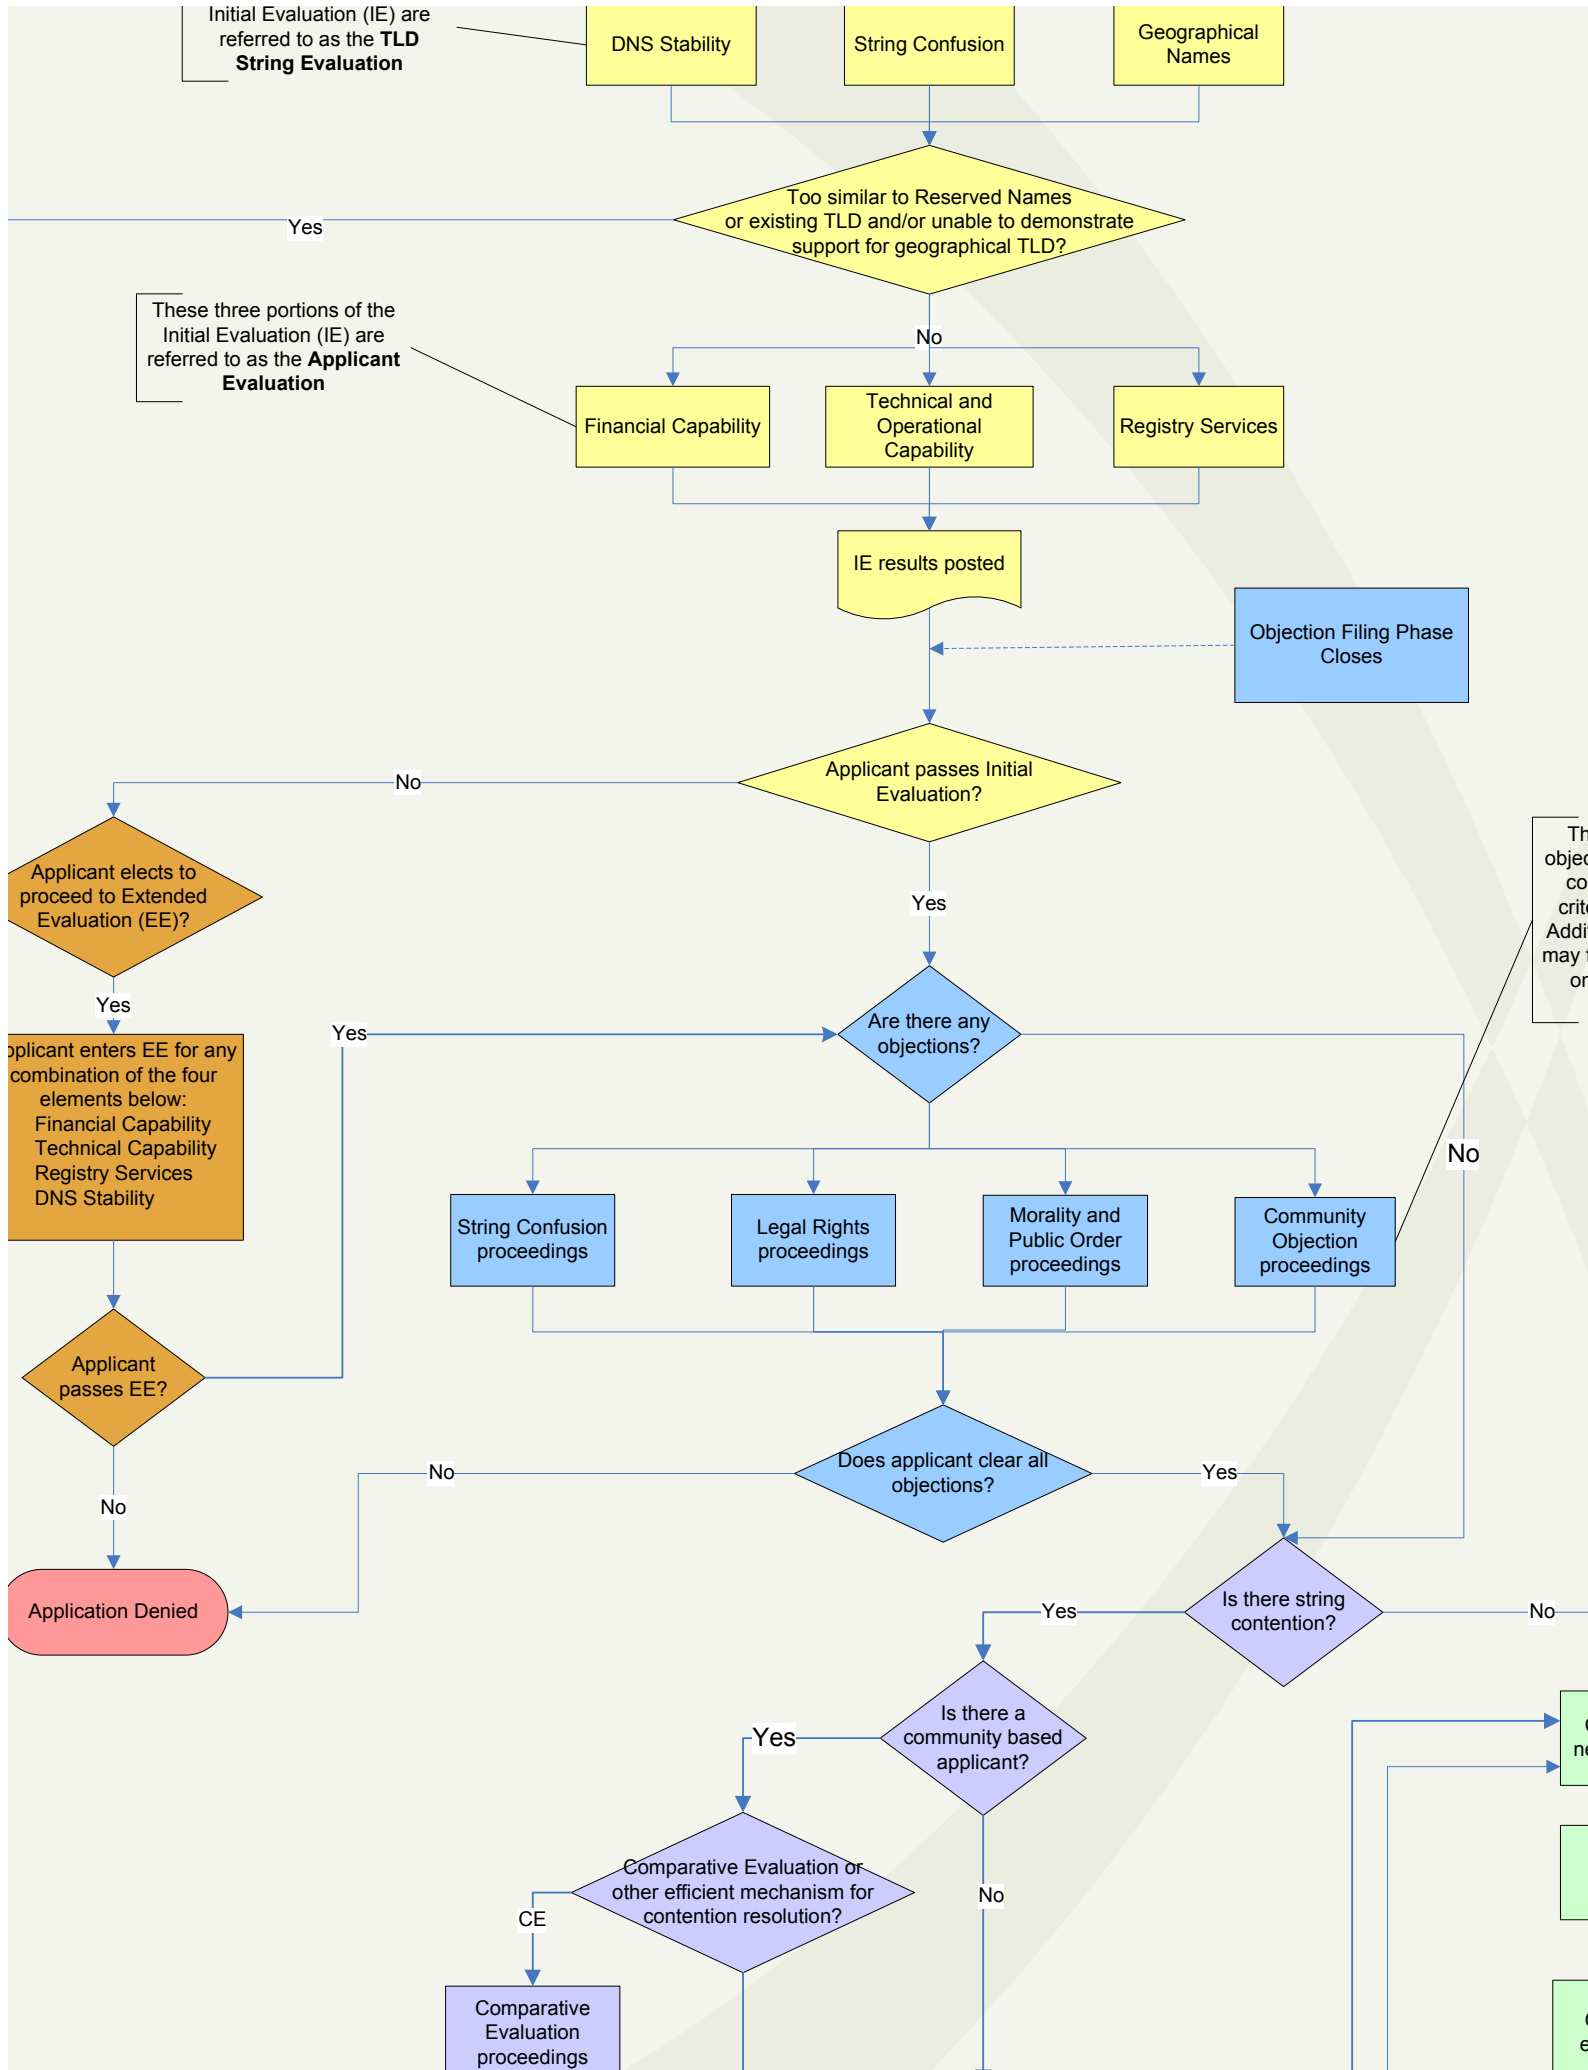 Initial Evaluation (IE) are
referred to as the TLD
String Evaluation
DNS Stability
String Confusion
Geographical
Names
Too similar to Reserved Names
or existing TLD and/or unable to demonstrate
support for geographical TLD?
Yes
These three portions of the
Initial Evaluation (IE) are
referred to as the Applicant
Evaluation
No
Financial Capability
Technical and
Operational
Capability
Registry Services
IE results posted
Objection Filing Phase
Closes
Applicant passes Initial
Evaluation?
No
Applicant elects to
proceed to Extended
Evaluation (EE)?
Yes
Yes
Are there any
objections?
Yes
enters EE for any
combination of the four
elements below:
Financial Capability
Technical Capability
Registry Services
DNS Stability
No
String Confusion
proceedings
Legal Rights
proceedings
Morality and
Public Order
proceedings
Community
Objection
proceedings
Applicant
passes EE?
No
Does applicant clear all
objections?
No
Yes
Application Denied
Is there string
contention?
Yes
No
Is there a
community based
applicant?
Yes
No
Comparative Evaluation or
other efficient mechanism for
contention resolution?
CE
Comparative
Evaluation
proceedings
may